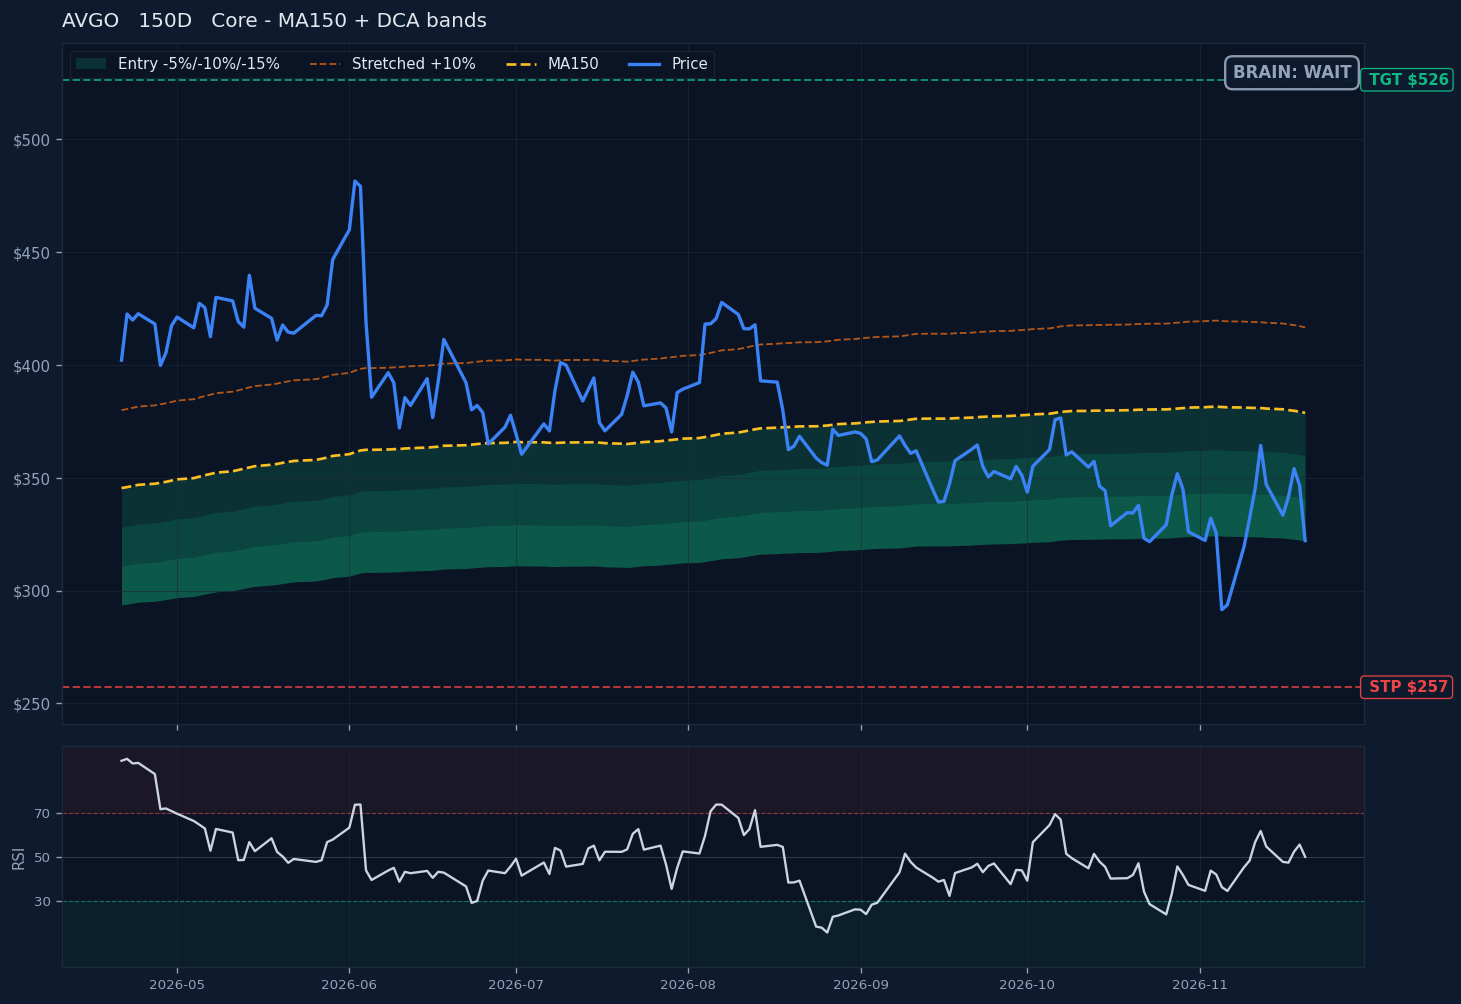 AVGO   150D   Core - MA150 + DCA bands
Entry -5%/-10%/-15%   Stretched +10%   MA150   Price
BRAIN: WAIT
TGT $526
$500
$450
$400
$350
$300
$250
STP $257
RSI
70
50
30
2026-05   2026-06   2026-07   2026-08   2026-09   2026-10   2026-11